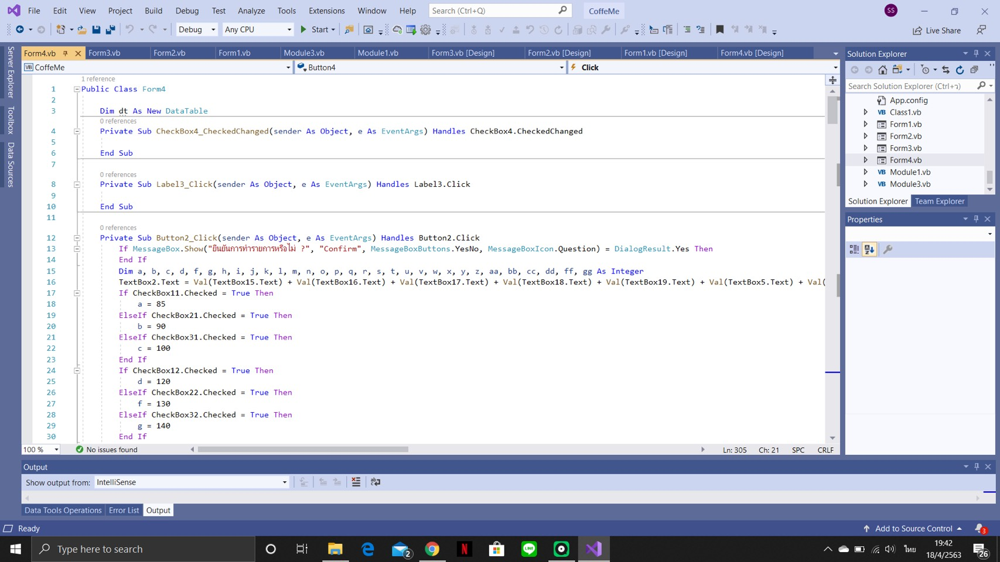 File Edit View Project Build Debug Test Analyze Tools Extensions Window Help Search (Ctrl+Q) CoffeMe SS
Debug Any CPU Start Live Share
Form4.vb Form3.vb Form2.vb Form1.vb Module3.vb Module1.vb Form3.vb [Design] Form2.vb [Design] Form1.vb [Design] Form4.vb [Design]
CoffeMe Button4 Click
Server Explorer
Toolbox
Data Sources
1 reference
1 Public Class Form4
2
3 Dim dt As New DataTable
0 references
4 Private Sub CheckBox4_CheckedChanged(sender As Object, e As EventArgs) Handles CheckBox4.CheckedChanged
5
6 End Sub
7
0 references
8 Private Sub Label3_Click(sender As Object, e As EventArgs) Handles Label3.Click
9
10 End Sub
11
0 references
12 Private Sub Button2_Click(sender As Object, e As EventArgs) Handles Button2.Click
13 If MessageBox.Show("ยืนยันการทำรายการหรือไม่ ?", "Confirm", MessageBoxButtons.YesNo, MessageBoxIcon.Question) = DialogResult.Yes Then
14 End If
15 Dim a, b, c, d, f, g, h, i, j, k, l, m, n, o, p, q, r, s, t, u, v, w, x, y, z, aa, bb, cc, dd, ff, gg As Integer
16 TextBox2.Text = Val(TextBox15.Text) + Val(TextBox16.Text) + Val(TextBox17.Text) + Val(TextBox18.Text) + Val(TextBox19.Text) + Val(TextBox5.Text) + Val(
17 If CheckBox11.Checked = True Then
18 a = 85
19 ElseIf CheckBox21.Checked = True Then
20 b = 90
21 ElseIf CheckBox31.Checked = True Then
22 c = 100
23 End If
24 If CheckBox12.Checked = True Then
25 d = 120
26 ElseIf CheckBox22.Checked = True Then
27 f = 130
28 ElseIf CheckBox32.Checked = True Then
29 g = 140
30 End If
100 % No issues found Ln: 305 Ch: 21 SPC CRLF
Solution Explorer
Search Solution Explorer (Ctrl+ว)
App.config
VB Class1.vb
Form1.vb
Form2.vb
Form3.vb
Form4.vb
VB Module1.vb
VB Module3.vb
Solution Explorer Team Explorer
Properties
Output
Show output from: IntelliSense
Data Tools Operations Error List Output
Ready Add to Source Control 3
Type here to search 2 N LINE ไทย 19:42
18/4/2563 26